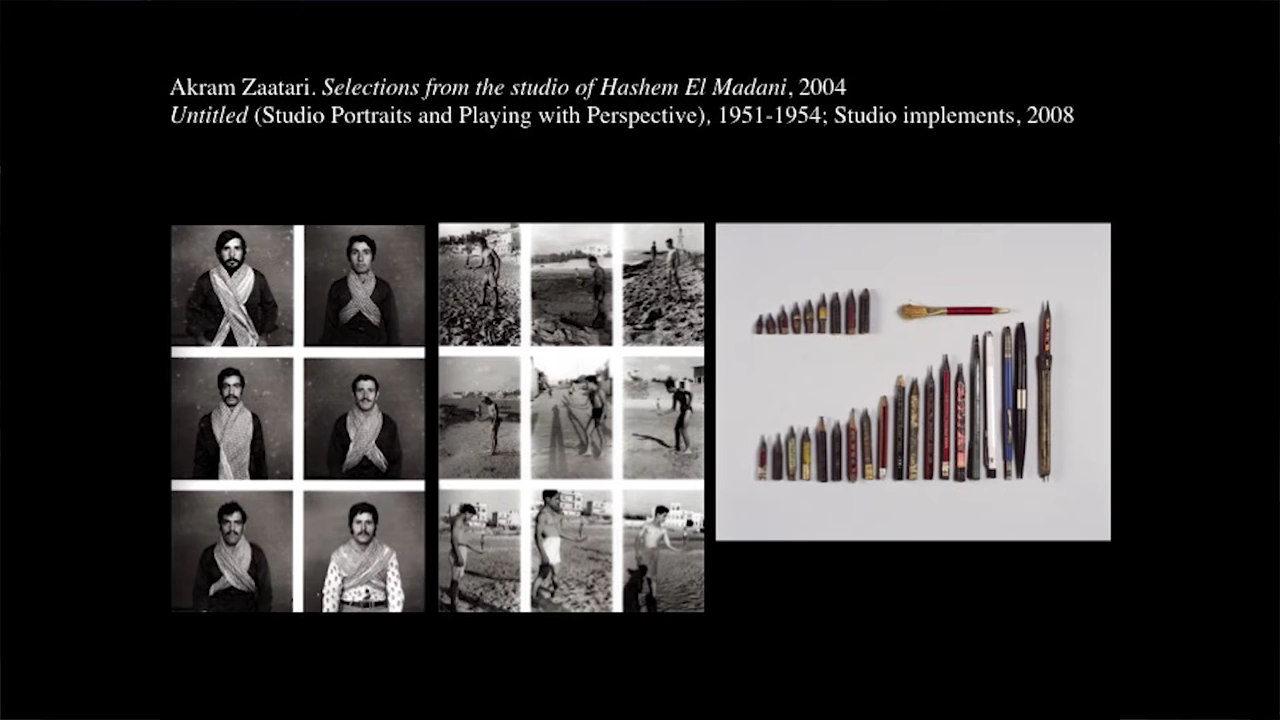 Akram Zaatari. Selections from the studio of Hashem El Madani, 2004
Untitled (Studio Portraits and Playing with Perspective), 1951-1954; Studio implements, 2008